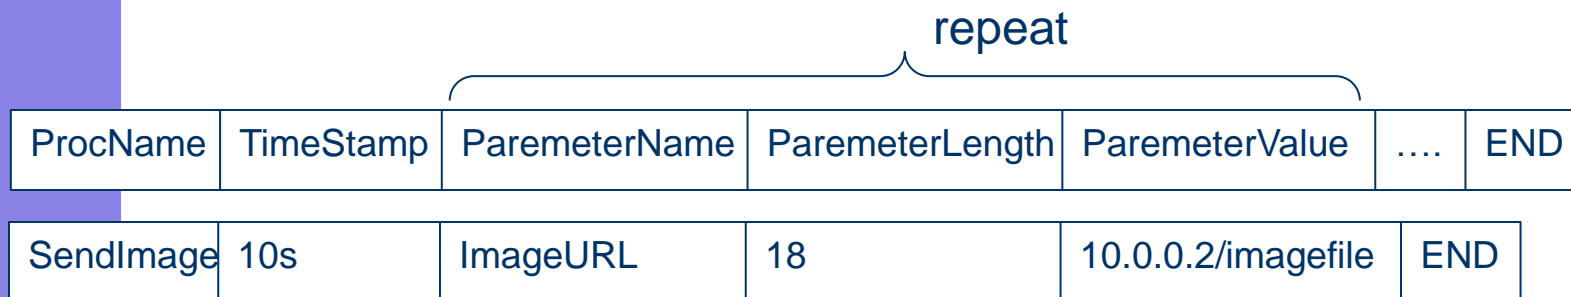 repeat
ProcName TimeStamp ParemeterName ParemeterLength ParemeterValue …. END
SendImage 10s ImageURL 18 10.0.0.2/imagefile END